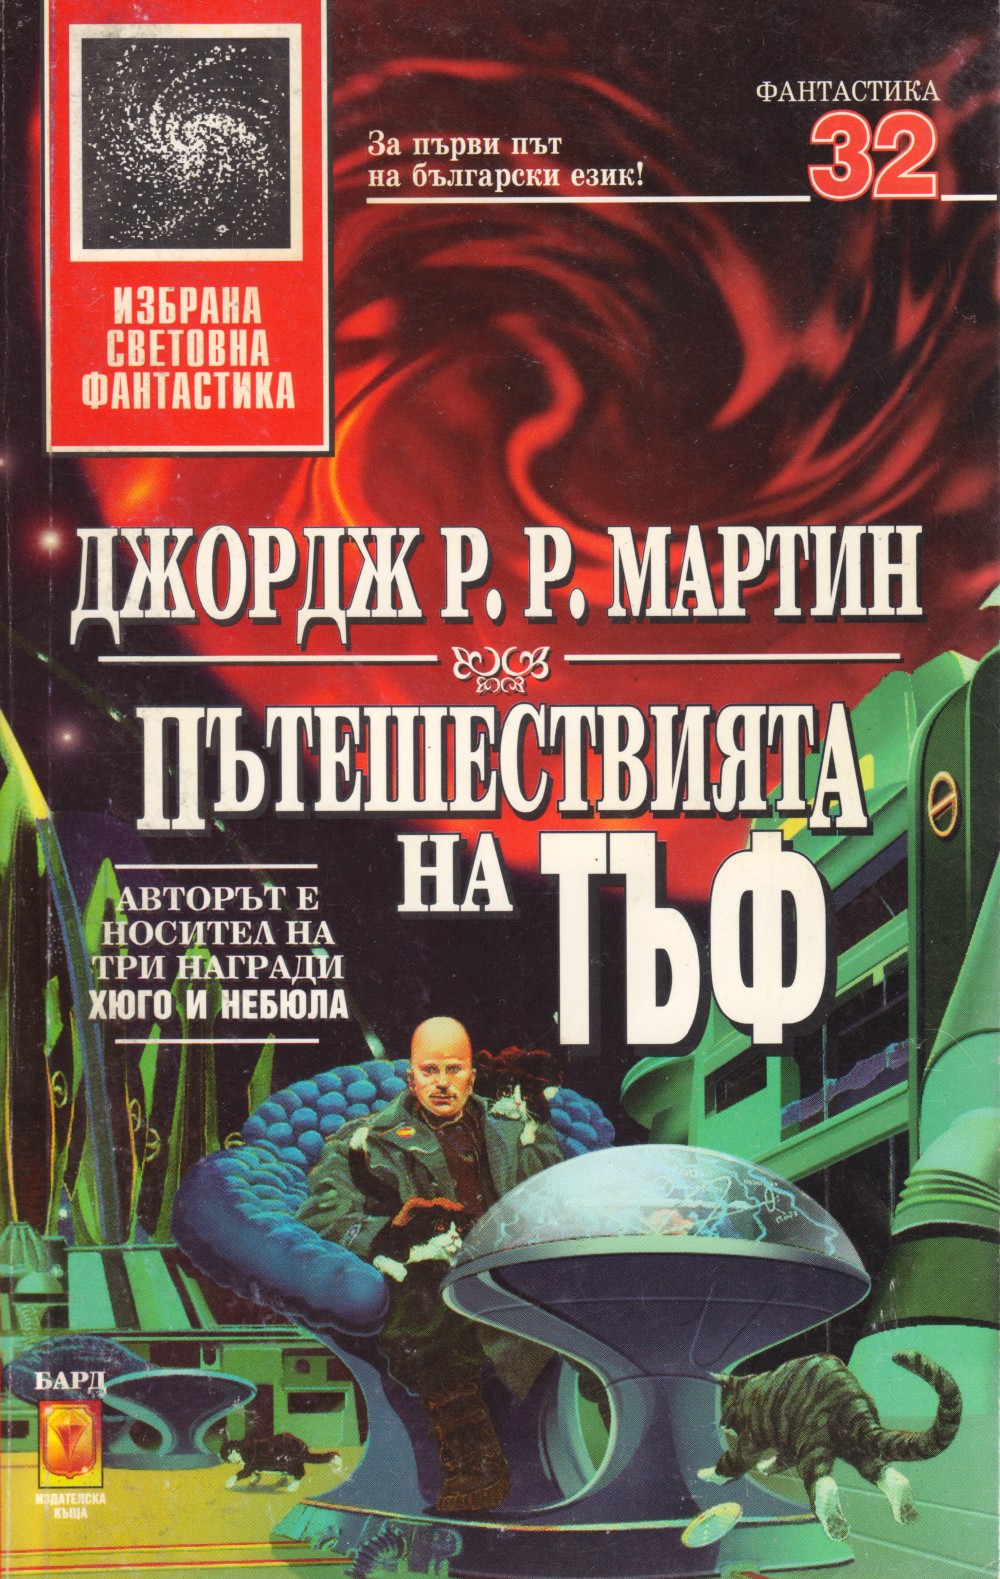 ФАНТАСТИКА
32
За първи път
на български език!
ИЗБРАНА
СВЕТОВНА
ФАНТАСТИКА
ДЖОРДЖ Р. Р. МАРТИН
ПЪТЕШЕСТВИЯТА
НА ТЪФ
АВТОРЪТ Е
НОСИТЕЛ НА
ТРИ НАГРАДИ
ХЮГО И НЕБЮЛА
БАРД
ИЗДАТЕЛСКА
КЪЩА